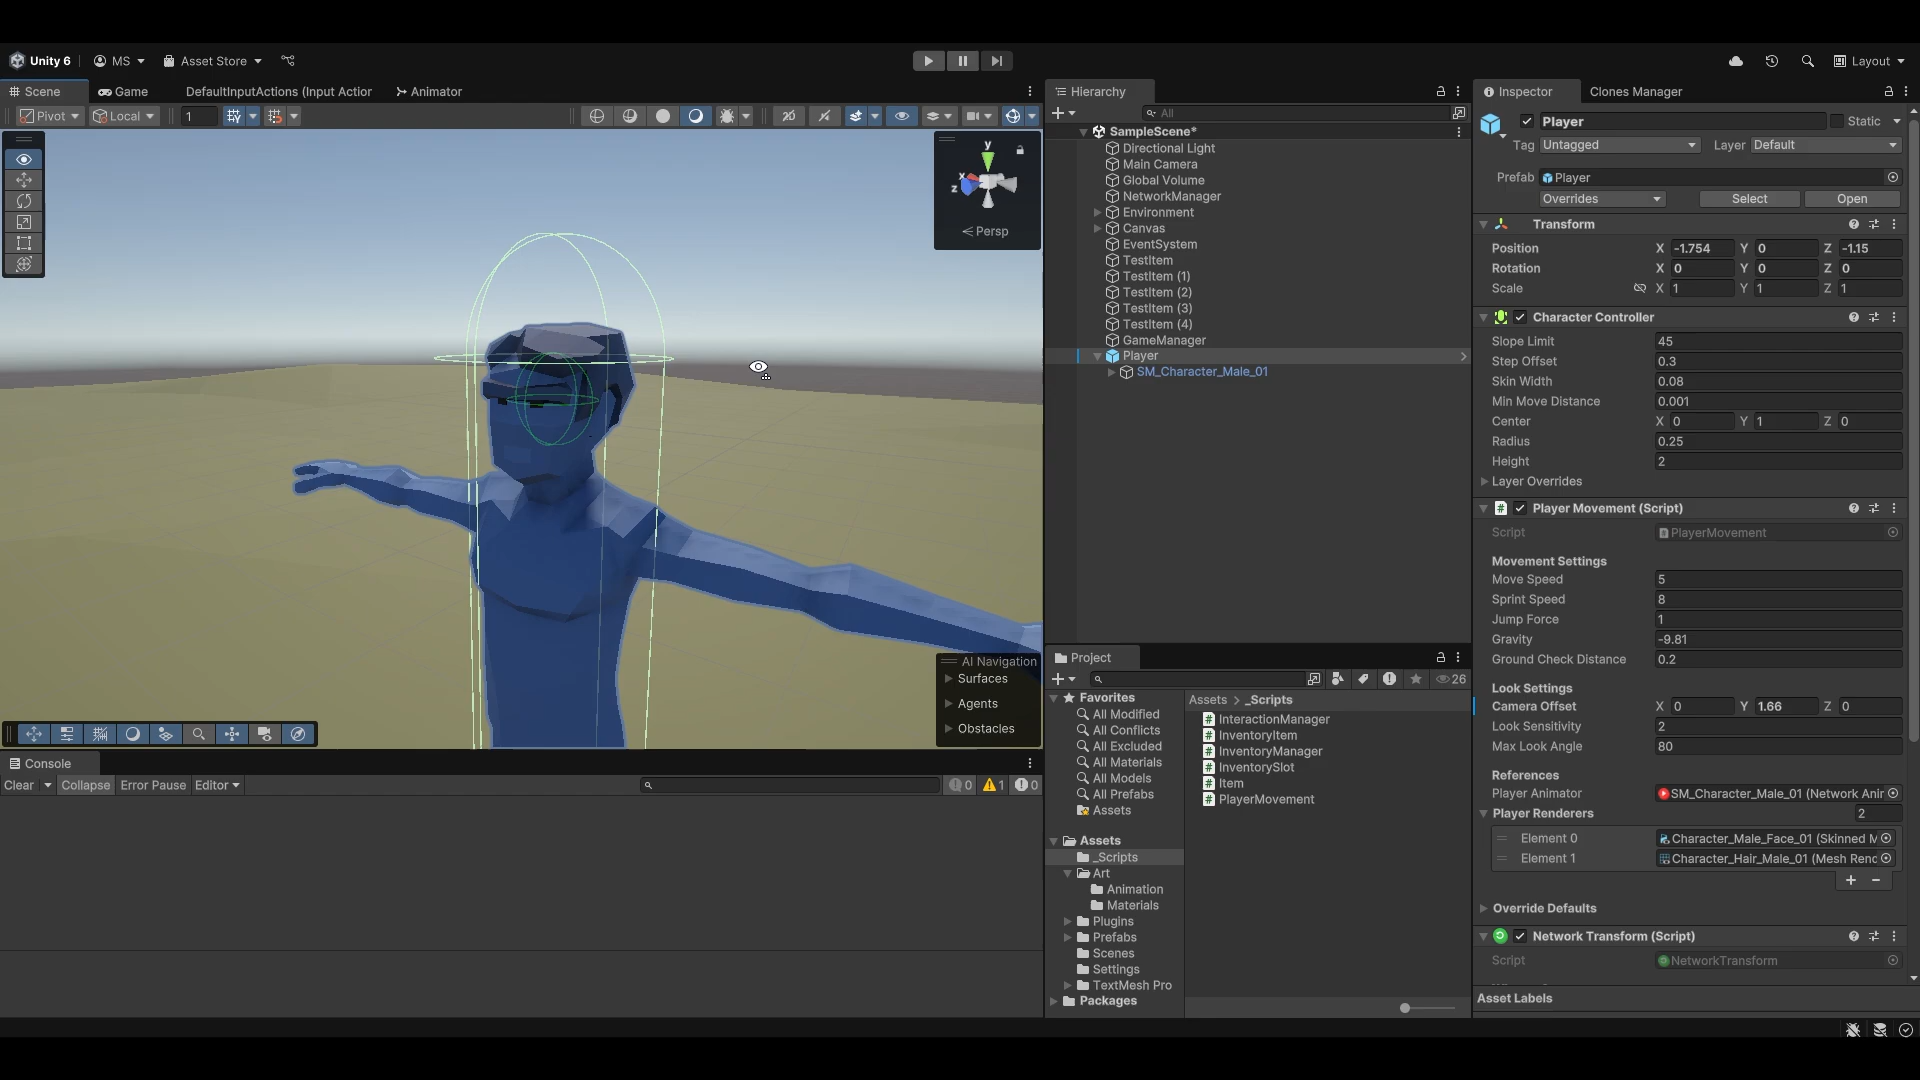 Unity 6
MS
Asset Store
Layout
Scene
Game
DefaultInputActions (Input Action
Animator
Pivot
Local
1
2D
y
x
z
Persp
AI Navigation
Surfaces
Agents
Obstacles
Console
Clear
Collapse
Error Pause
Editor
0
1
0
Hierarchy
All
SampleScene*
Directional Light
Main Camera
Global Volume
NetworkManager
Environment
Canvas
EventSystem
TestItem
TestItem (1)
TestItem (2)
TestItem (3)
TestItem (4)
GameManager
Player
SM_Character_Male_01
Project
26
Favorites
All Modified
All Conflicts
All Excluded
All Materials
All Models
All Prefabs
Assets
Assets
_Scripts
Art
Animation
Materials
Plugins
Prefabs
Scenes
Settings
TextMesh Pro
Packages
Assets > _Scripts
InteractionManager
InventoryItem
InventoryManager
InventorySlot
Item
PlayerMovement
Inspector
Clones Manager
Player
Static
Tag Untagged
Layer Default
Prefab Player
Overrides
Select
Open
Transform
Position X -1.754 Y 0 Z -1.15
Rotation X 0 Y 0 Z 0
Scale X 1 Y 1 Z 1
Character Controller
Slope Limit 45
Step Offset 0.3
Skin Width 0.08
Min Move Distance 0.001
Center X 0 Y 1 Z 0
Radius 0.25
Height 2
Layer Overrides
Player Movement (Script)
Script PlayerMovement
Movement Settings
Move Speed 5
Sprint Speed 8
Jump Force 1
Gravity -9.81
Ground Check Distance 0.2
Look Settings
Camera Offset X 0 Y 1.66 Z 0
Look Sensitivity 2
Max Look Angle 80
References
Player Animator SM_Character_Male_01 (Network Anir
Player Renderers 2
Element 0 Character_Male_Face_01 (Skinned M
Element 1 Character_Hair_Male_01 (Mesh Renc
Override Defaults
Network Transform (Script)
Script NetworkTransform
Asset Labels